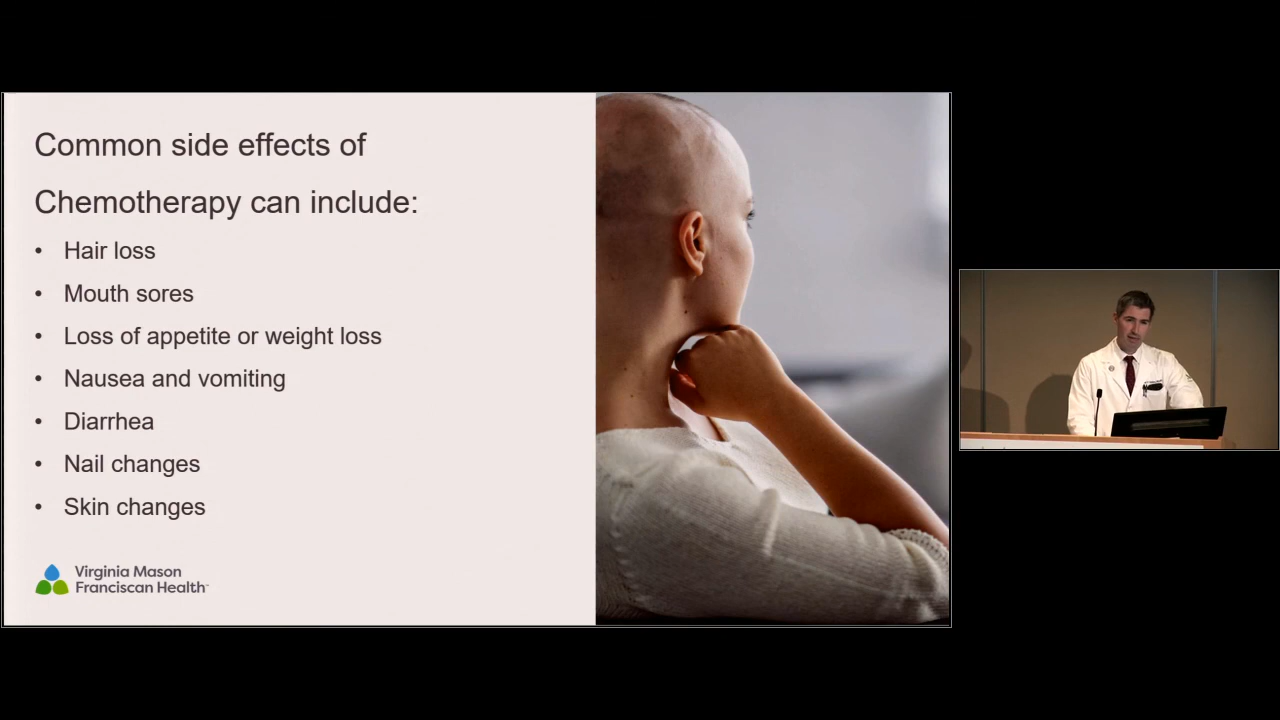 Common side effects of
Chemotherapy can include:
• Hair loss
• Mouth sores
• Loss of appetite or weight loss
• Nausea and vomiting
• Diarrhea
• Nail changes
• Skin changes
Virginia Mason
Franciscan Health